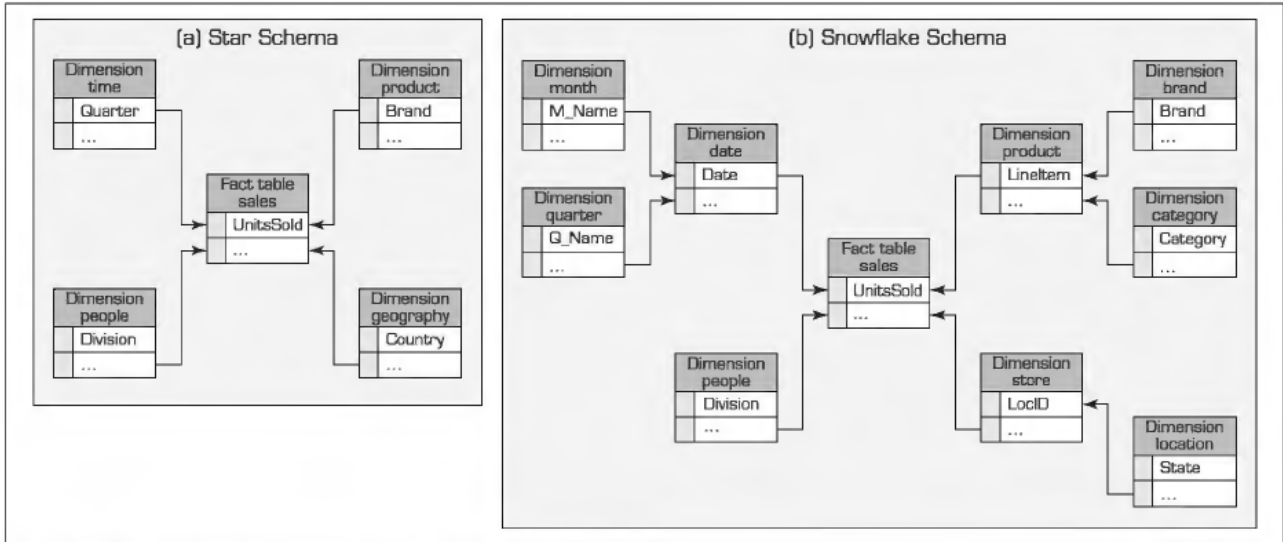 (a) Star Schema
Dimension
time
Quarter
...
Dimension
product
Brand
...
Fact table
sales
UnitsSold
...
Dimension
people
Division
...
Dimension
geography
Country
...
(b) Snowflake Schema
Dimension
month
M_Name
...
Dimension
quarter
Q_Name
...
Dimension
date
Date
...
Dimension
product
LineItem
...
Dimension
brand
Brand
...
Dimension
category
Category
...
Fact table
sales
UnitsSold
...
Dimension
people
Division
...
Dimension
store
LocID
...
Dimension
location
State
...